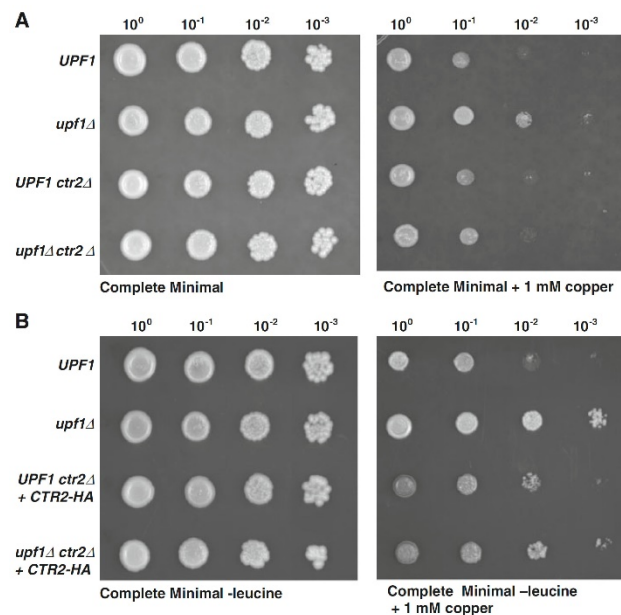 A
10⁰ 10⁻¹ 10⁻² 10⁻³ 10⁰ 10⁻¹ 10⁻² 10⁻³
UPF1
upf1Δ
UPF1 ctr2Δ
upf1Δctr2 Δ
Complete Minimal
Complete Minimal + 1 mM copper
B
10⁰ 10⁻¹ 10⁻² 10⁻³ 10⁰ 10⁻¹ 10⁻² 10⁻³
UPF1
upf1Δ
UPF1 ctr2Δ
+ CTR2-HA
upf1Δ ctr2Δ
+ CTR2-HA
Complete Minimal -leucine
Complete Minimal –leucine
+ 1 mM copper